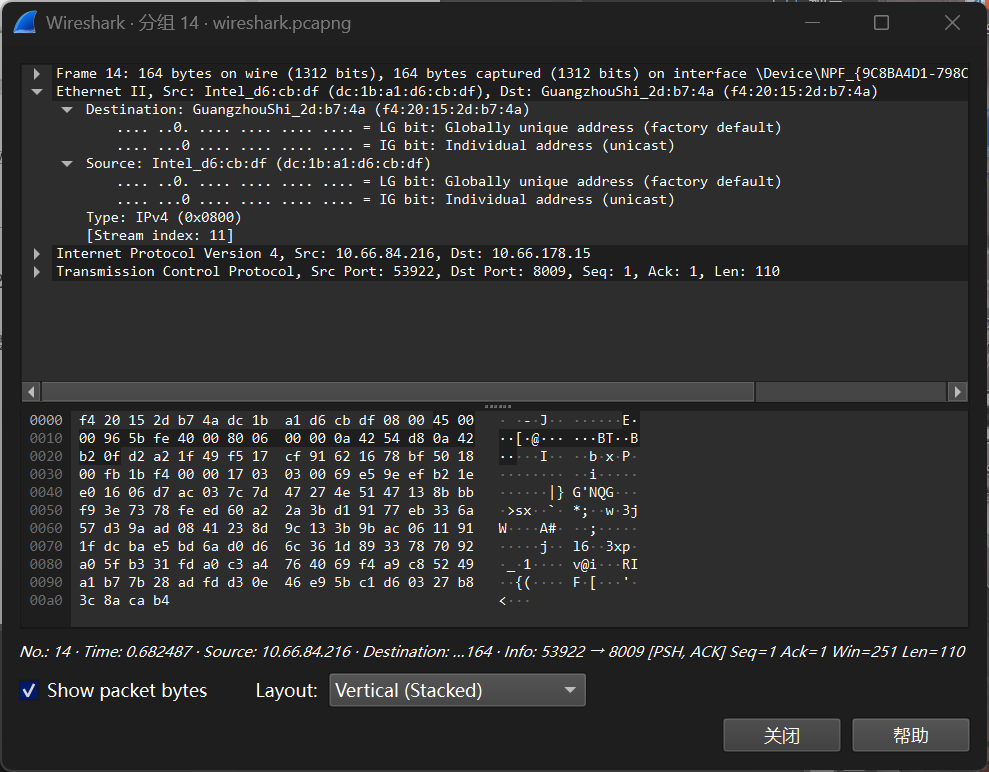 Wireshark · 分组 14 · wireshark.pcapng
Frame 14: 164 bytes on wire (1312 bits), 164 bytes captured (1312 bits) on interface \Device\NPF_{9C8BA4D1-798C
Ethernet II, Src: Intel_d6:cb:df (dc:1b:a1:d6:cb:df), Dst: GuangzhouShi_2d:b7:4a (f4:20:15:2d:b7:4a)
Destination: GuangzhouShi_2d:b7:4a (f4:20:15:2d:b7:4a)
.... ..0. .... .... .... .... = LG bit: Globally unique address (factory default)
.... ...0 .... .... .... .... = IG bit: Individual address (unicast)
Source: Intel_d6:cb:df (dc:1b:a1:d6:cb:df)
.... ..0. .... .... .... .... = LG bit: Globally unique address (factory default)
.... ...0 .... .... .... .... = IG bit: Individual address (unicast)
Type: IPv4 (0x0800)
[Stream index: 11]
Internet Protocol Version 4, Src: 10.66.84.216, Dst: 10.66.178.15
Transmission Control Protocol, Src Port: 53922, Dst Port: 8009, Seq: 1, Ack: 1, Len: 110
0000 f4 20 15 2d b7 4a dc 1b a1 d6 cb df 08 00 45 00 · ·-·J·· ······E·
0010 00 96 5b fe 40 00 80 06 00 00 0a 42 54 d8 0a 42 ··[·@··· ···BT··B
0020 b2 0f d2 a2 1f 49 f5 17 cf 91 62 16 78 bf 50 18 ·····I·· ··b·x·P·
0030 00 fb 1b f4 00 00 17 03 03 00 69 e5 9e ef b2 1e ········ ··i·····
0040 e0 16 06 d7 ac 03 7c 7d 47 27 4e 51 47 13 8b bb ······|} G'NQG···
0050 f9 3e 73 78 fe ed 60 a2 2a 3b d1 91 77 eb 33 6a ·>sx··`· *;··w·3j
0060 57 d3 9a ad 08 41 23 8d 9c 13 3b 9b ac 06 11 91 W····A#· ··;·····
0070 1f dc ba e5 bd 6a d0 d6 6c 36 1d 89 33 78 70 92 ·····j·· l6··3xp·
0080 a0 5f b3 31 fd a0 c3 a4 76 40 69 f4 a9 c8 52 49 ·_·1···· v@i···RI
0090 a1 b7 7b 28 ad fd d3 0e 46 e9 5b c1 d6 03 27 b8 ··{(···· F·[···'·
00a0 3c 8a ca b4 <···
No.: 14 · Time: 0.682487 · Source: 10.66.84.216 · Destination: ...164 · Info: 53922 → 8009 [PSH, ACK] Seq=1 Ack=1 Win=251 Len=110
Show packet bytes Layout: Vertical (Stacked)
关闭 帮助